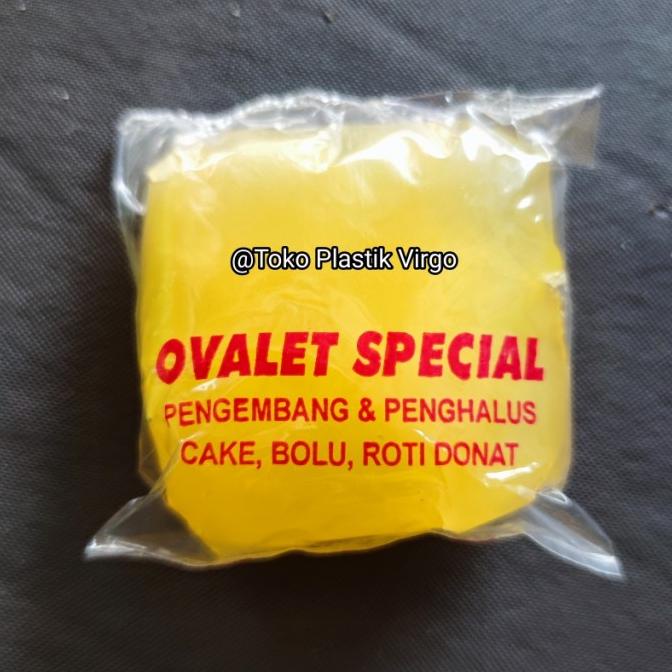 @Toko Plastik Virgo
OVALET SPECIAL
PENGEMBANG & PENGHALUS
CAKE, BOLU, ROTI DONAT